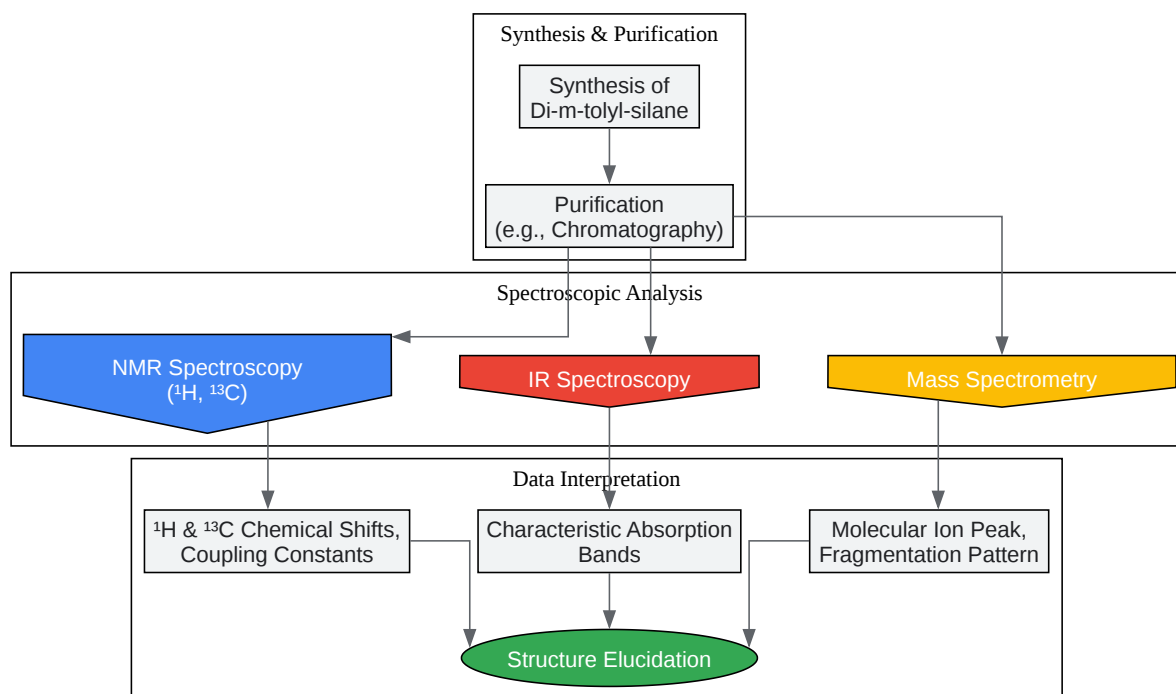 Synthesis & Purification
Synthesis of
Di-m-tolyl-silane
Purification
(e.g., Chromatography)
Spectroscopic Analysis
NMR Spectroscopy
(¹H, ¹³C)
IR Spectroscopy
Mass Spectrometry
Data Interpretation
¹H & ¹³C Chemical Shifts,
Coupling Constants
Characteristic Absorption
Bands
Molecular Ion Peak,
Fragmentation Pattern
Structure Elucidation